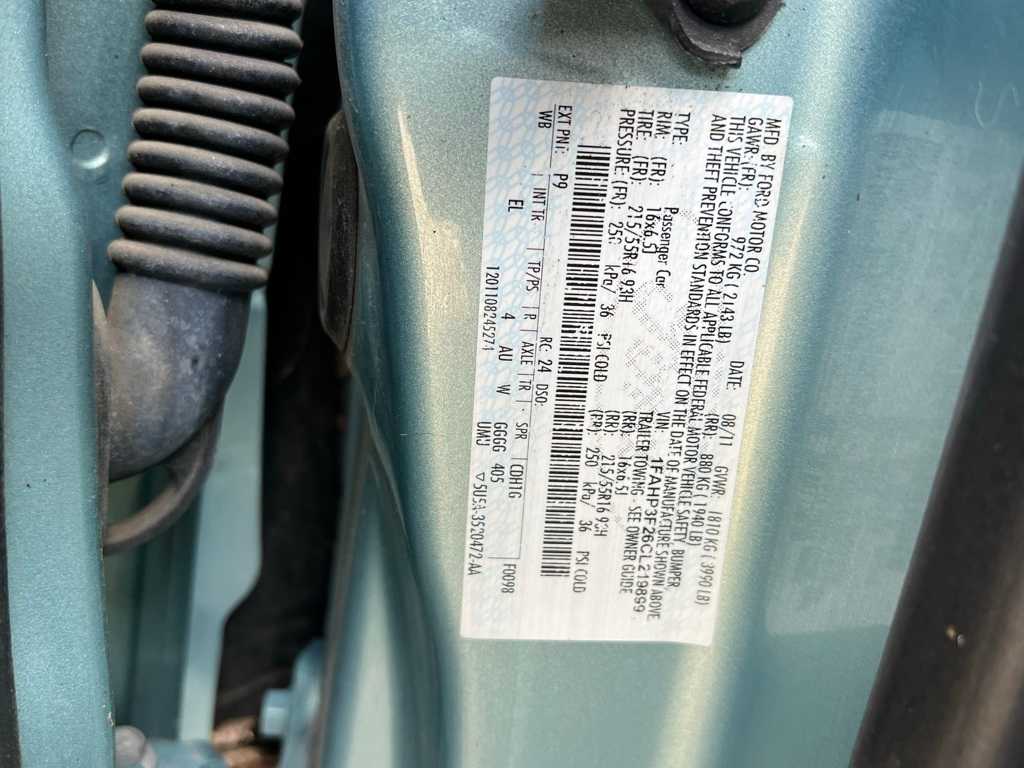 MFD BY FORD MOTOR CO.
DATE: 08/11 GVWR: 1810 KG ( 3990 LB)
GAWR: (FR): 972 KG ( 2143 LB) (RR): 880 KG ( 1940 LB)
THIS VEHICLE CONFORMS TO ALL APPLICABLE FEDERAL MOTOR VEHICLE SAFETY, BUMPER,
AND THEFT PREVENTION STANDARDS IN EFFECT ON THE DATE OF MANUFACTURE SHOWN ABOVE
VIN: 1FAHP3F26CL219899
TYPE: Passenger Car TRAILER TOWING - SEE OWNER GUIDE
RIM: (FR): 16x6.5J (RR): 16x6.5J
TIRE: (FR): 215/55R16 93H (RR): 215/55R16 93H
PRESSURE: (FR): 250 kPa/ 36 PSI COLD (RR): 250 kPa/ 36 PSI COLD
RC: 24 DSO: F0098
EXT PNT: P9
WB INT TR TP/PS R AXLE TR SPR CDH1G
EL 4 AU W GGGG 405
1201108245274 UMJ ▽5U5A-3520472-AA